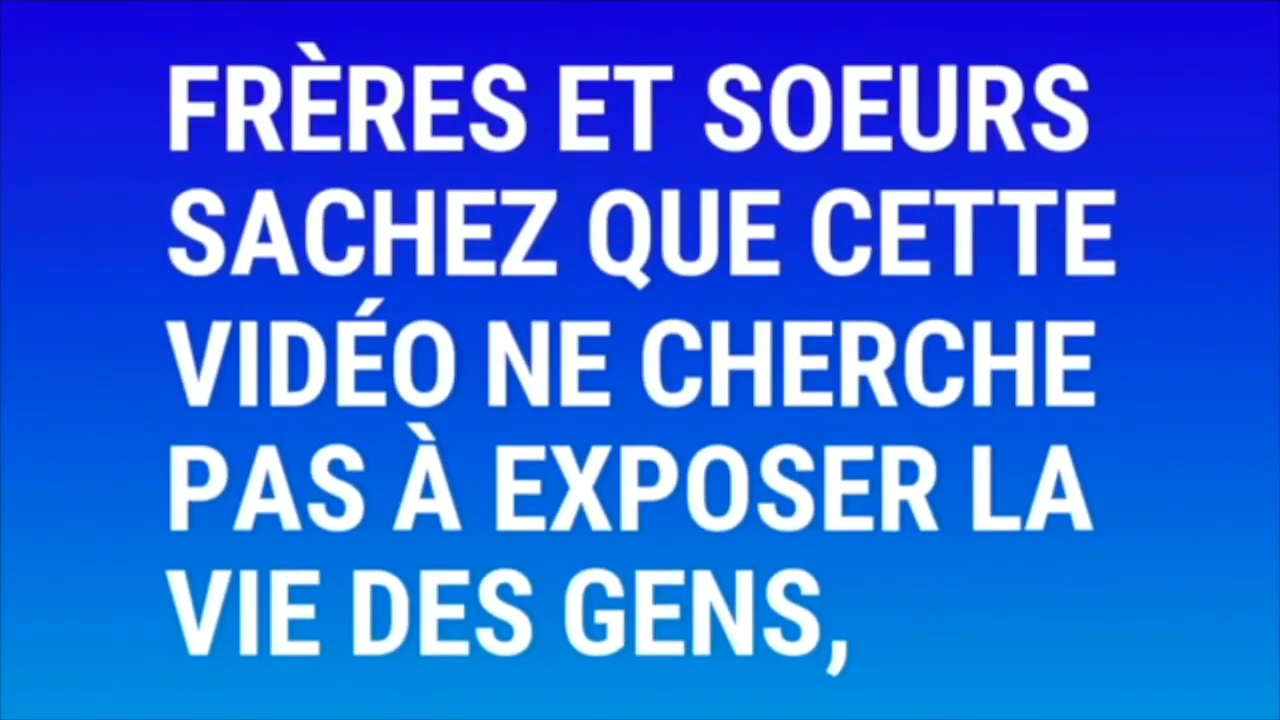 FRÈRES ET SOEURS
SACHEZ QUE CETTE
VIDÉO NE CHERCHE
PAS À EXPOSER LA
VIE DES GENS,